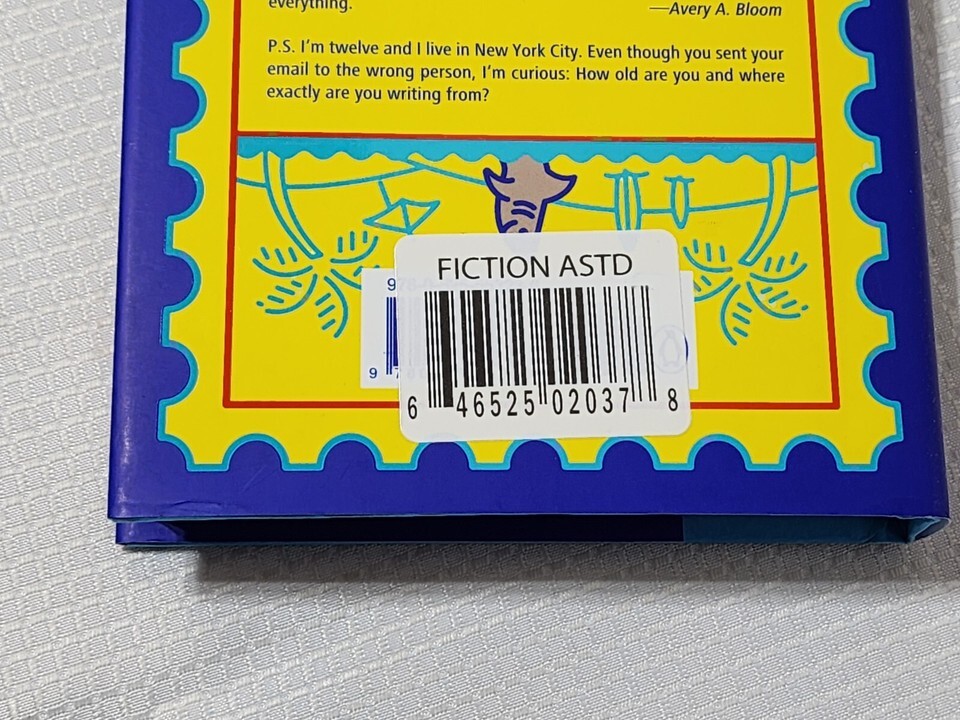 everything.
—Avery A. Bloom
P.S. I'm twelve and I live in New York City. Even though you sent your
email to the wrong person, I'm curious: How old are you and where
exactly are you writing from?
FICTION ASTD
6 46525 02037 8